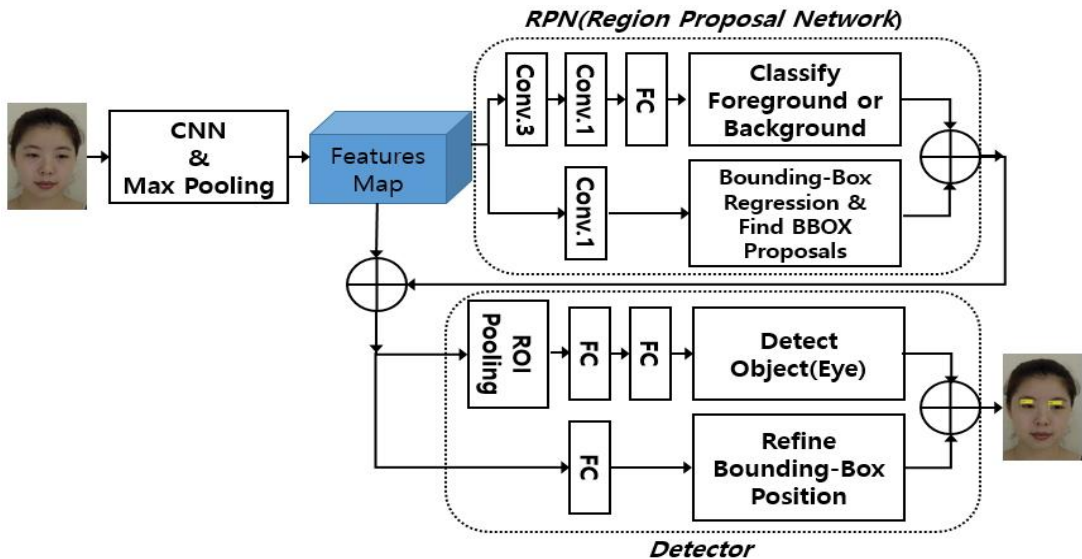 RPN(Region Proposal Network)
CNN
&
Max Pooling
Features
Map
Conv.3
Conv.1
FC
Classify
Foreground or
Background
Conv.1
Bounding-Box
Regression &
Find BBOX
Proposals
ROI
Pooling
FC
FC
Detect
Object(Eye)
FC
Refine
Bounding-Box
Position
Detector